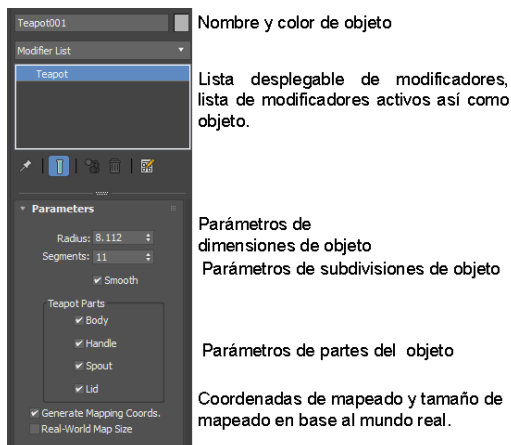 Teapot001
Nombre y color de objeto
Modifier List
Teapot
Lista desplegable de modificadores,
lista de modificadores activos así como
objeto.
Parameters
Radius: 8.112
Segments: 11
Smooth
Parámetros de
dimensiones de objeto
Parámetros de subdivisiones de objeto
Teapot Parts
Body
Handle
Spout
Lid
Parámetros de partes del objeto
Generate Mapping Coords.
Real-World Map Size
Coordenadas de mapeado y tamaño de
mapeado en base al mundo real.